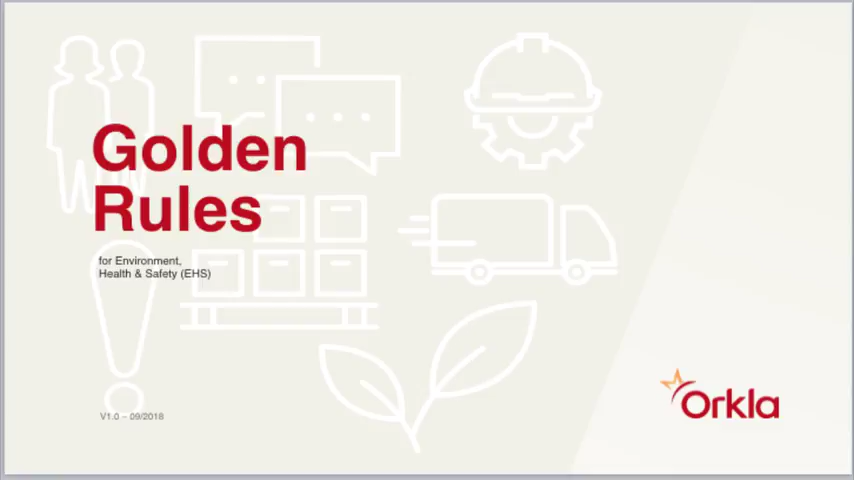 Golden
Rules
for Environment,
Health & Safety (EHS)
V1.0 – 09/2018
Orkla